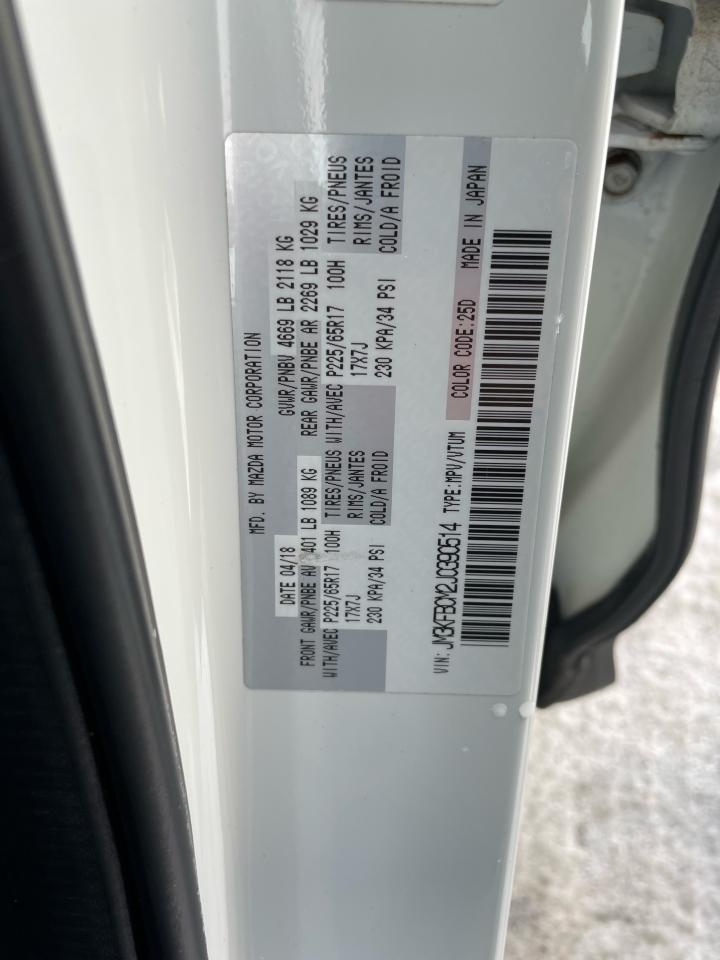 MFD. BY MAZDA MOTOR CORPORATION
DATE 04/18 GVWR/PNBV 4669 LB 2118 KG
FRONT GAWR/PNBE AV 2401 LB 1089 KG REAR GAWR/PNBE AR 2269 LB 1029 KG
WITH/AVEC P225/65R17 100H TIRES/PNEUS WITH/AVEC P225/65R17 100H TIRES/PNEUS
17X7J RIMS/JANTES 17X7J RIMS/JANTES
230 KPA/34 PSI COLD/A FROID 230 KPA/34 PSI COLD/A FROID
VIN: JM3KFBCM2J0390514 TYPE:MPV/VTUM COLOR CODE:25D MADE IN JAPAN